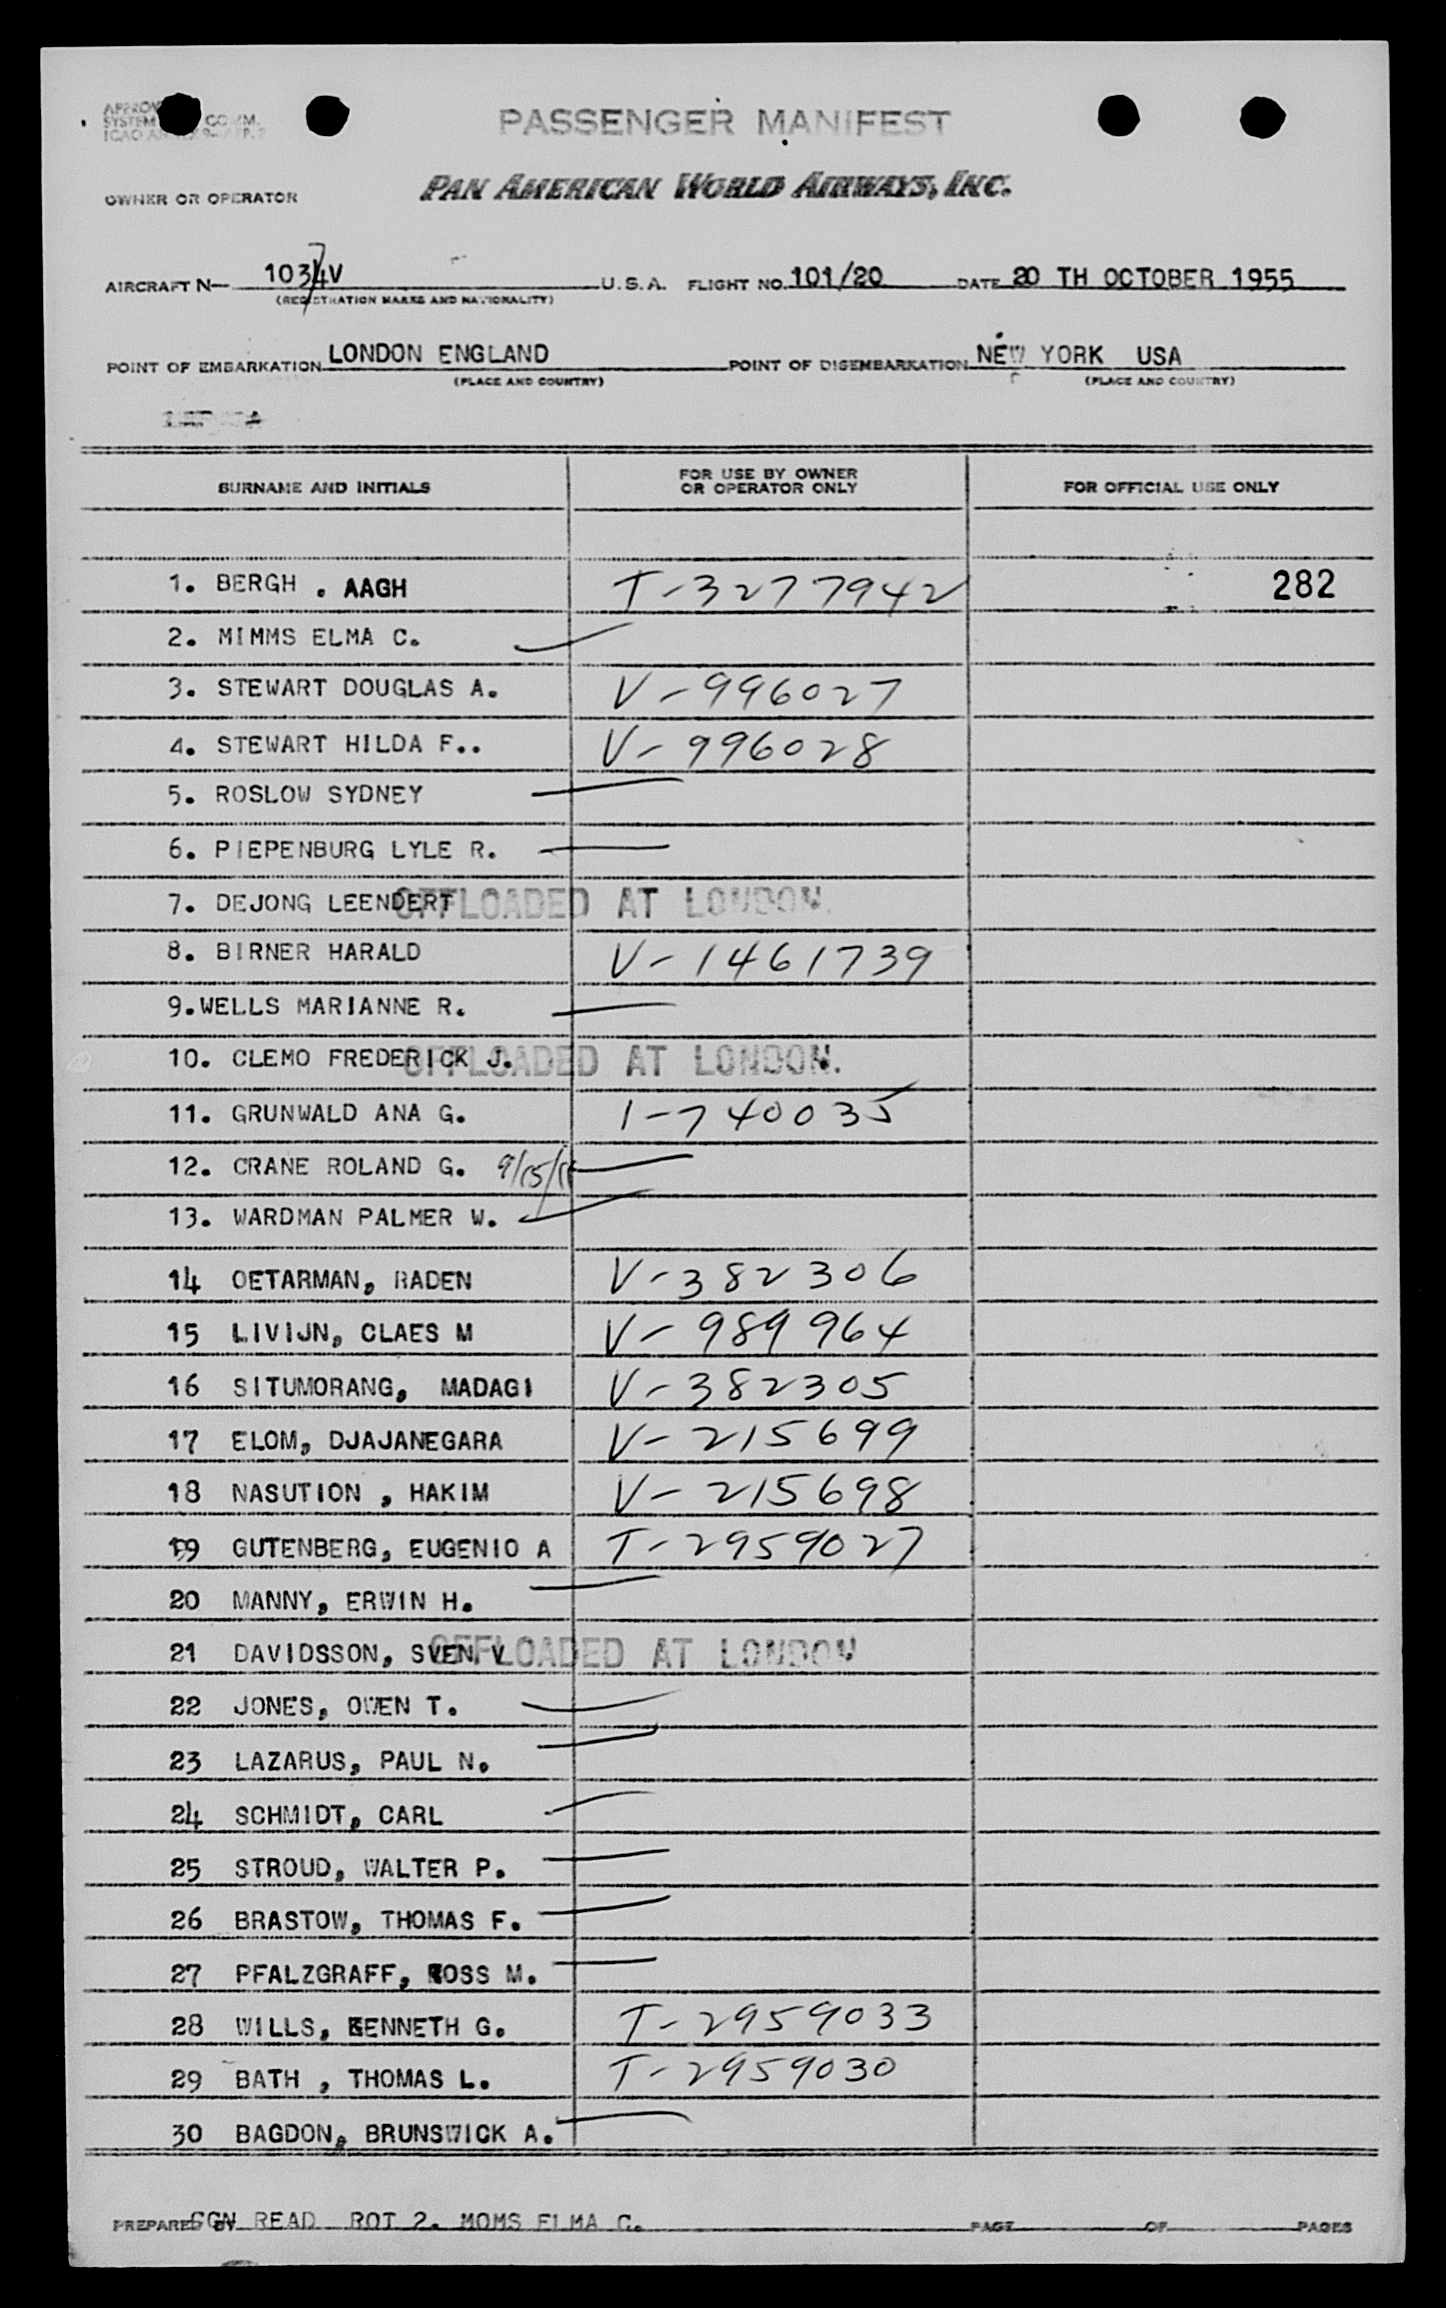 PASSENGER MANIFEST
OWNER OR OPERATOR PAN AMERICAN WORLD AIRWAYS, INC.
AIRCRAFT N— 1034V U.S.A. FLIGHT NO. 101/20 DATE 20 TH OCTOBER 1955
(REGISTRATION MARKS AND NATIONALITY)
POINT OF EMBARKATION LONDON ENGLAND POINT OF DISEMBARKATION NEW YORK USA
(PLACE AND COUNTRY) (PLACE AND COUNTRY)
SURNAME AND INITIALS FOR USE BY OWNER OR OPERATOR ONLY FOR OFFICIAL USE ONLY
1. BERGH . AAGH T-3277942 282
2. MIMMS ELMA C.
3. STEWART DOUGLAS A. V-996027
4. STEWART HILDA F.. V-996028
5. ROSLOW SYDNEY
6. PIEPENBURG LYLE R.
7. DEJONG LEENDERT OFFLOADED AT LONDON.
8. BIRNER HARALD V-1461739
9.WELLS MARIANNE R.
10. CLEMO FREDERICK J. OFFLOADED AT LONDON.
11. GRUNWALD ANA G. 1-740035
12. CRANE ROLAND G.
13. WARDMAN PALMER W.
14 OETARMAN, RADEN V-382306
15 LIVIJN, CLAES M V-989964
16 SITUMORANG, MADAGI V-382305
17 ELOM, DJAJANEGARA V-215699
18 NASUTION , HAKIM V-215698
19 GUTENBERG, EUGENIO A T-2959027
20 MANNY, ERWIN H.
21 DAVIDSSON, SVEN V OFFLOADED AT LONDON
22 JONES, OWEN T.
23 LAZARUS, PAUL N.
24 SCHMIDT, CARL
25 STROUD, WALTER P.
26 BRASTOW, THOMAS F.
27 PFALZGRAFF, ROSS M.
28 WILLS, KENNETH G. T-2959033
29 BATH , THOMAS L. T-2959030
30 BAGDON, BRUNSWICK A.
PREPARED BY CGN READ ROT 2. MOMS ELMA C. PAGE OF PAGES